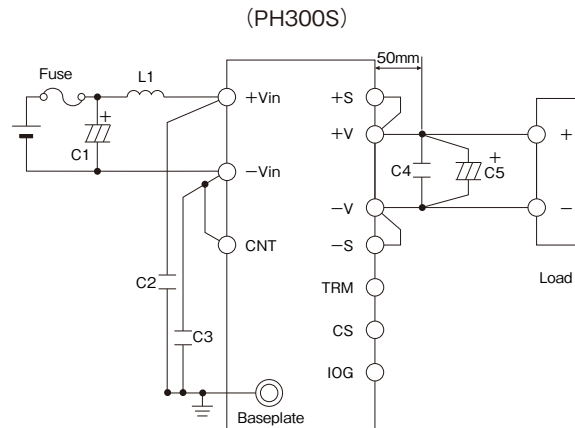 (PH300S)
50mm
Fuse
L1
+Vin
+S
+
C1
+V
+
−Vin
C4
+
C5
−V
−
CNT
−S
Load
C2
TRM
C3
CS
IOG
Baseplate